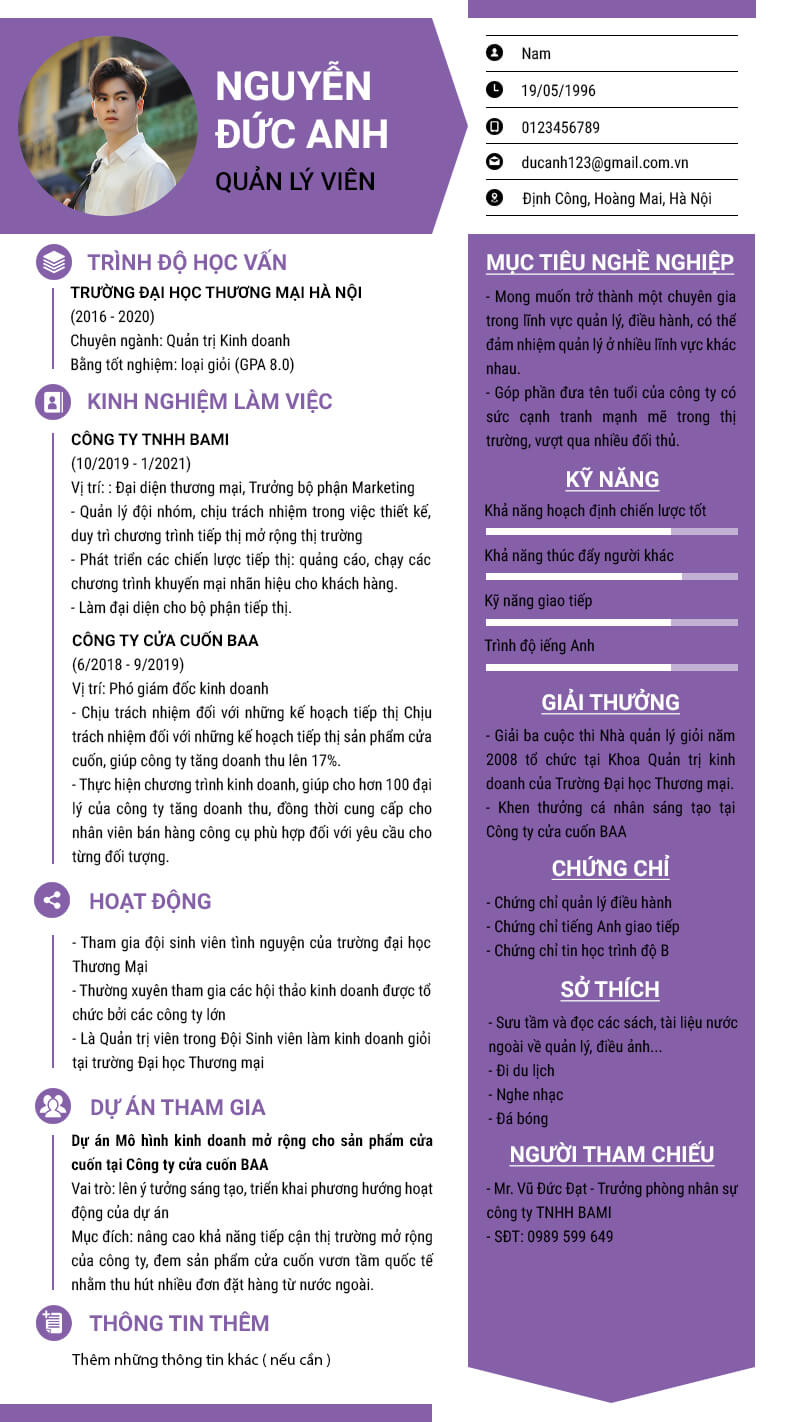 NGUYỄN
ĐỨC ANH
QUẢN LÝ VIÊN
Nam
19/05/1996
0123456789
ducanh123@gmail.com.vn
Định Công, Hoàng Mai, Hà Nội
TRÌNH ĐỘ HỌC VẤN
TRƯỜNG ĐẠI HỌC THƯƠNG MẠI HÀ NỘI
(2016 - 2020)
Chuyên ngành: Quản trị Kinh doanh
Bằng tốt nghiệm: loại giỏi (GPA 8.0)
KINH NGHIỆM LÀM VIỆC
CÔNG TY TNHH BAMI
(10/2019 - 1/2021)
Vị trí: : Đại diện thương mại, Trưởng bộ phận Marketing
- Quản lý đội nhóm, chịu trách nhiệm trong việc thiết kế,
duy trì chương trình tiếp thị mở rộng thị trường
- Phát triển các chiến lược tiếp thị: quảng cáo, chạy các
chương trình khuyến mại nhãn hiệu cho khách hàng.
- Làm đại diện cho bộ phận tiếp thị.
CÔNG TY CỬA CUỐN BAA
(6/2018 - 9/2019)
Vị trí: Phó giám đốc kinh doanh
- Chịu trách nhiệm đối với những kế hoạch tiếp thị Chịu
trách nhiệm đối với những kế hoạch tiếp thị sản phẩm cửa
cuốn, giúp công ty tăng doanh thu lên 17%.
- Thực hiện chương trình kinh doanh, giúp cho hơn 100 đại
lý của công ty tăng doanh thu, đồng thời cung cấp cho
nhân viên bán hàng công cụ phù hợp đối với yêu cầu cho
từng đối tượng.
HOẠT ĐỘNG
- Tham gia đội sinh viên tình nguyện của trường đại học
Thương Mại
- Thường xuyên tham gia các hội thảo kinh doanh được tổ
chức bởi các công ty lớn
- Là Quản trị viên trong Đội Sinh viên làm kinh doanh giỏi
tại trường Đại học Thương mại
DỰ ÁN THAM GIA
Dự án Mô hình kinh doanh mở rộng cho sản phẩm cửa
cuốn tại Công ty cửa cuốn BAA
Vai trò: lên ý tưởng sáng tạo, triển khai phương hướng hoạt
động của dự án
Mục đích: nâng cao khả năng tiếp cận thị trường mở rộng
của công ty, đem sản phẩm cửa cuốn vươn tầm quốc tế
nhằm thu hút nhiều đơn đặt hàng từ nước ngoài.
THÔNG TIN THÊM
Thêm những thông tin khác ( nếu cần )
MỤC TIÊU NGHỀ NGHIỆP
- Mong muốn trở thành một chuyên gia
trong lĩnh vực quản lý, điều hành, có thể
đảm nhiệm quản lý ở nhiều lĩnh vực khác
nhau.
- Góp phần đưa tên tuổi của công ty có
sức cạnh tranh mạnh mẽ trong thị
trường, vượt qua nhiều đối thủ.
KỸ NĂNG
Khả năng hoạch định chiến lược tốt
Khả năng thúc đẩy người khác
Kỹ năng giao tiếp
Trình độ iếng Anh
GIẢI THƯỞNG
- Giải ba cuộc thi Nhà quản lý giỏi năm
2008 tổ chức tại Khoa Quản trị kinh
doanh của Trường Đại học Thương mại.
- Khen thưởng cá nhân sáng tạo tại
Công ty cửa cuốn BAA
CHỨNG CHỈ
- Chứng chỉ quản lý điều hành
- Chứng chỉ tiếng Anh giao tiếp
- Chứng chỉ tin học trình độ B
SỞ THÍCH
- Sưu tầm và đọc các sách, tài liệu nước
ngoài về quản lý, điều ảnh...
- Đi du lịch
- Nghe nhạc
- Đá bóng
NGƯỜI THAM CHIẾU
- Mr. Vũ Đức Đạt - Trưởng phòng nhân sự
công ty TNHH BAMI
- SĐT: 0989 599 649